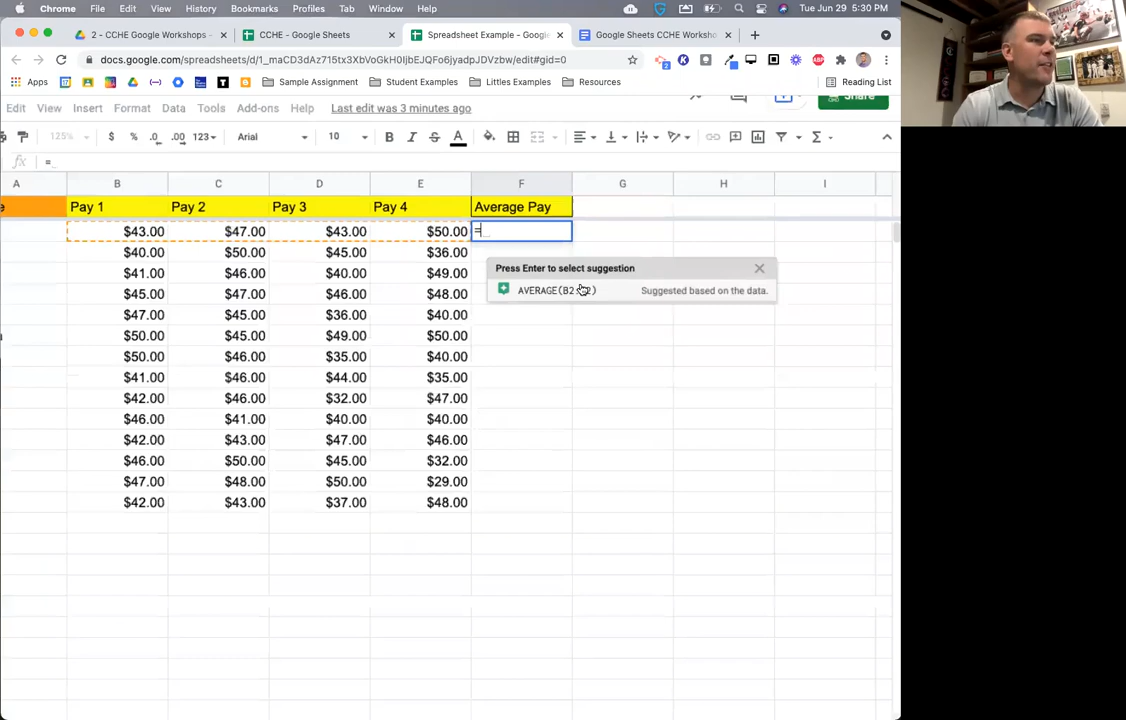 Chrome File Edit View History Bookmarks Profiles Tab Window Help Tue Jun 29 5:30 PM
2 - CCHE Google Workshops - CCHE - Google Sheets Spreadsheet Example - Googl Google Sheets CCHE Worksho
docs.google.com/spreadsheets/d/1_maCD3dAz715tx3XbVoGkH0IjbEJQFo6jyadpJDVzbw/edit#gid=0
Apps Sample Assignment Student Examples Littles Examples Resources Reading List
Edit View Insert Format Data Tools Add-ons Help Last edit was 3 minutes ago Share
125% $ % .0 .00 123 Arial 10 B I S A
fx =
A B C D E F G H I
e Pay 1 Pay 2 Pay 3 Pay 4 Average Pay
$43.00 $47.00 $43.00 $50.00 =
$40.00 $50.00 $45.00 $36.00
Press Enter to select suggestion
$41.00 $46.00 $40.00 $49.00
AVERAGE(B2: Suggested based on the data.
$45.00 $47.00 $46.00 $48.00
$47.00 $45.00 $36.00 $40.00
$50.00 $45.00 $49.00 $50.00
$50.00 $46.00 $35.00 $40.00
$41.00 $46.00 $44.00 $35.00
$42.00 $46.00 $32.00 $47.00
$46.00 $41.00 $40.00 $40.00
$42.00 $43.00 $47.00 $46.00
$46.00 $50.00 $45.00 $32.00
$47.00 $48.00 $50.00 $29.00
$42.00 $43.00 $37.00 $48.00